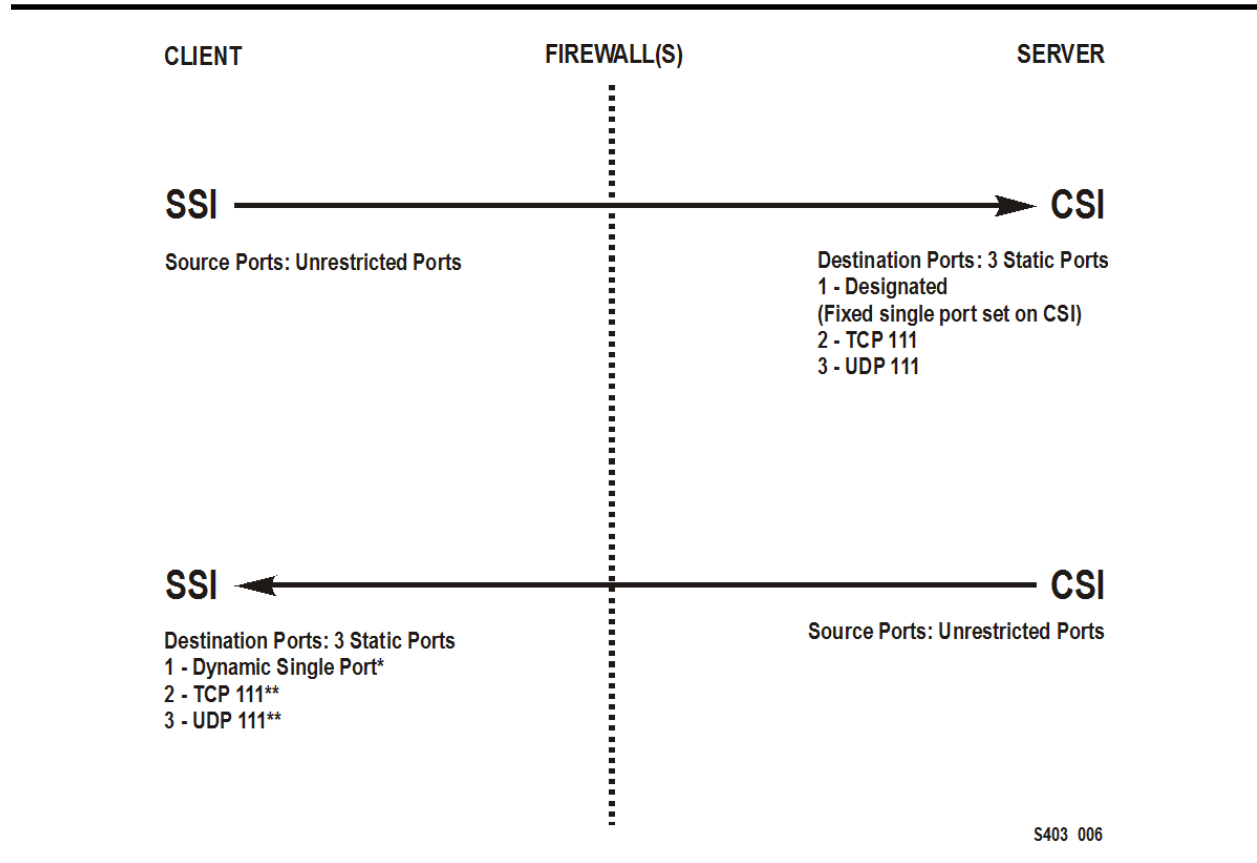 CLIENT
FIREWALL(S)
SERVER
SSI
CSI
Source Ports: Unrestricted Ports
Destination Ports: 3 Static Ports
1 - Designated
(Fixed single port set on CSI)
2 - TCP 111
3 - UDP 111
SSI
CSI
Destination Ports: 3 Static Ports
1 - Dynamic Single Port*
2 - TCP 111**
3 - UDP 111**
Source Ports: Unrestricted Ports
S403_006